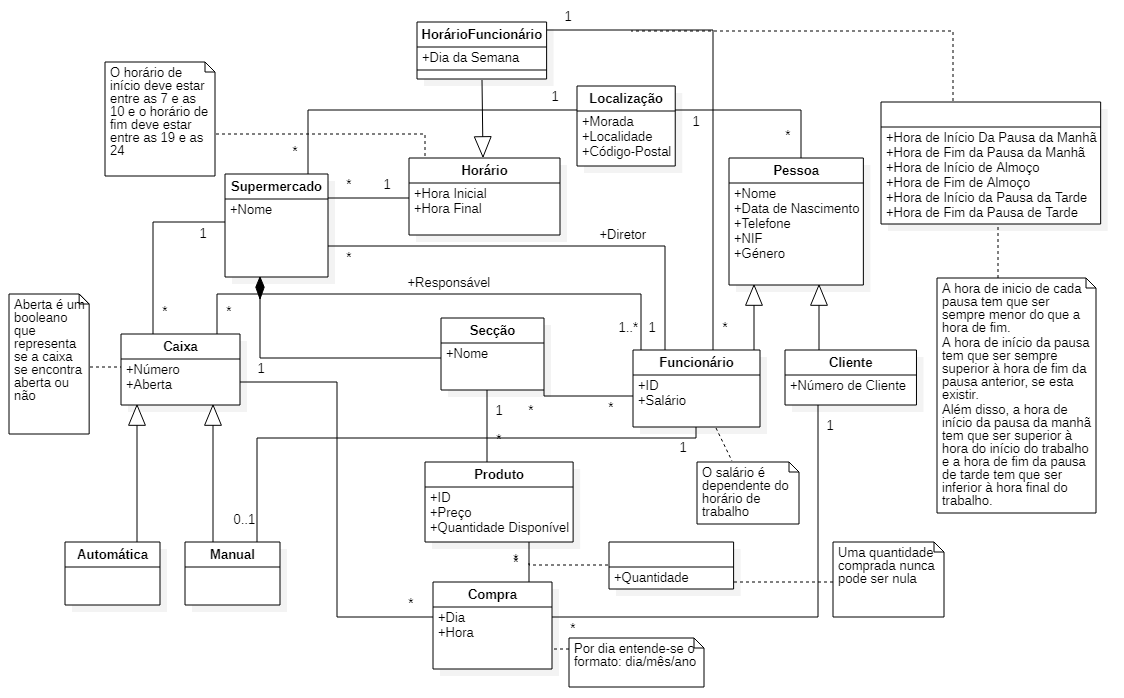 1
HorárioFuncionário
+Dia da Semana
O horário de
início deve estar
entre as 7 e as
10 e o horário de
fim deve estar
entre as 19 e as
24
1
Localização
+Morada
+Localidade
+Código-Postal
1
*
+Hora de Início Da Pausa da Manhã
+Hora de Fim da Pausa da Manhã
+Hora de Início de Almoço
+Hora de Fim de Almoço
+Hora de Início da Pausa da Tarde
+Hora de Fim da Pausa de Tarde
*
Supermercado
+Nome
*
1
Horário
+Hora Inicial
+Hora Final
Pessoa
+Nome
+Data de Nascimento
+Telefone
+NIF
+Género
1
*
+Diretor
*
+Responsável
*
1..*
1
*
A hora de inicio de cada
pausa tem que ser
sempre menor do que a
hora de fim.
A hora de início da pausa
tem que ser sempre
superior à hora de fim da
pausa anterior, se esta
existir.
Além disso, a hora de
início da pausa da manhã
tem que ser superior à
hora do início do trabalho
e a hora de fim da pausa
de tarde tem que ser
inferior à hora final do
trabalho.
Aberta é um
booleano
que
representa
se a caixa
se encontra
aberta ou
não
Caixa
+Número
+Aberta
1
Secção
+Nome
Funcionário
+ID
+Salário
Cliente
+Número de Cliente
1
*
*
*
1
1
O salário é
dependente do
horário de
trabalho
Produto
+ID
+Preço
+Quantidade Disponível
0..1
Automática
Manual
*
*
+Quantidade
Uma quantidade
comprada nunca
pode ser nula
*
Compra
+Dia
+Hora
*
Por dia entende-se o
formato: dia/mês/ano